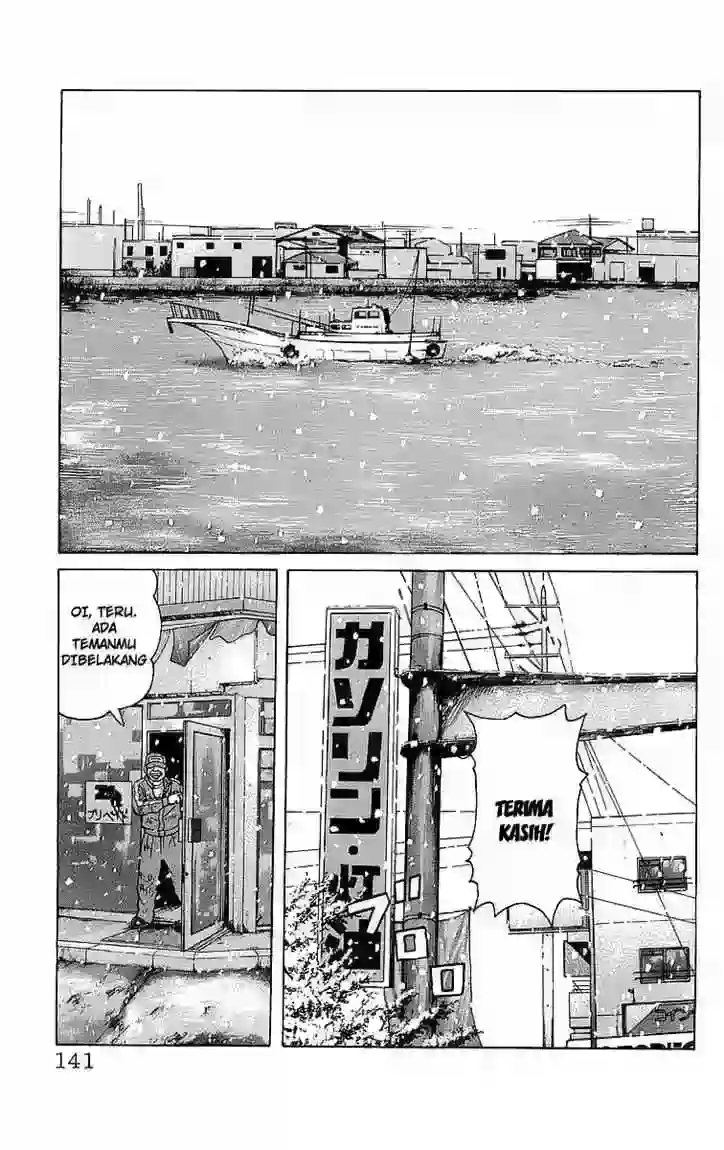 ガソリン・灯油
TERIMA
KASIH!
OI, TERU.
ADA
TEMANMU
DIBELAKANG
141